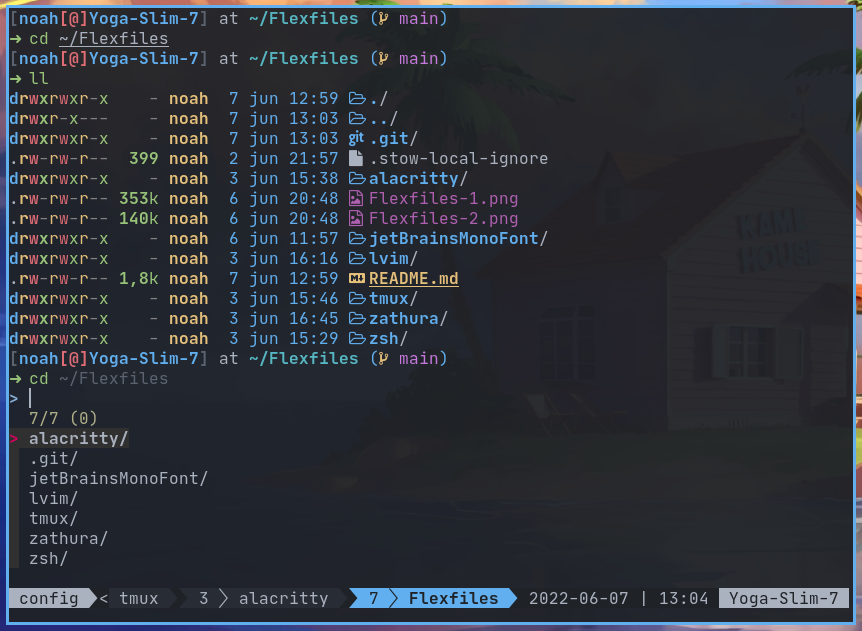 [noah[@]Yoga-Slim-7] at ~/Flexfiles ( main)
→ cd ~/Flexfiles
[noah[@]Yoga-Slim-7] at ~/Flexfiles ( main)
→ ll
drwxrwxr-x - noah 7 jun 12:59 ./
drwxr-x--- - noah 7 jun 13:03 ../
drwxrwxr-x - noah 7 jun 13:03 git .git/
.rw-rw-r-- 399 noah 2 jun 21:57 .stow-local-ignore
drwxrwxr-x - noah 3 jun 15:38 alacritty/
.rw-rw-r-- 353k noah 6 jun 20:48 Flexfiles-1.png
.rw-rw-r-- 140k noah 6 jun 20:48 Flexfiles-2.png
drwxrwxr-x - noah 6 jun 11:57 jetBrainsMonoFont/
drwxrwxr-x - noah 3 jun 16:16 lvim/
.rw-rw-r-- 1,8k noah 7 jun 12:59 README.md
drwxrwxr-x - noah 3 jun 15:46 tmux/
drwxrwxr-x - noah 3 jun 16:45 zathura/
drwxrwxr-x - noah 3 jun 15:29 zsh/
[noah[@]Yoga-Slim-7] at ~/Flexfiles ( main)
→ cd ~/Flexfiles
>
7/7 (0)
> alacritty/
.git/
jetBrainsMonoFont/
lvim/
tmux/
zathura/
zsh/
KAME
HOUSE
config < tmux 3 alacritty 7 Flexfiles 2022-06-07 | 13:04 Yoga-Slim-7